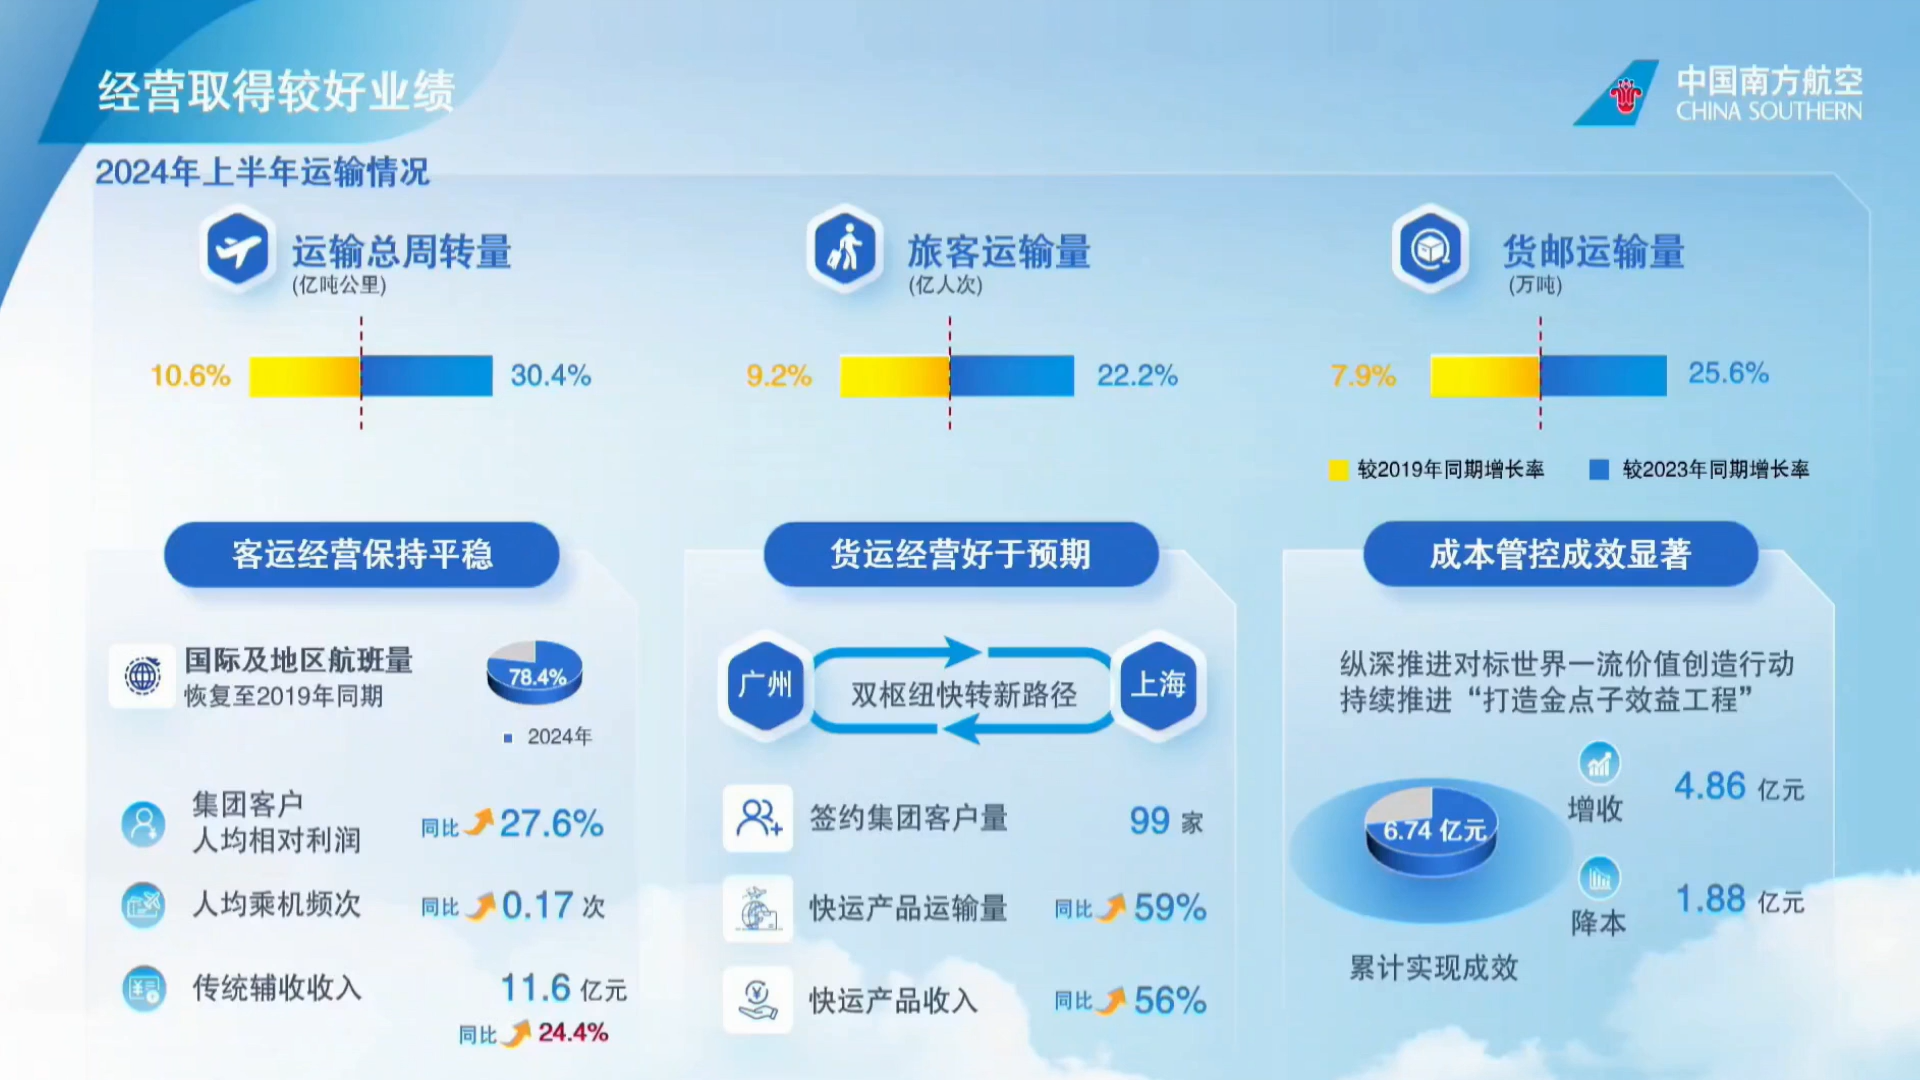 经营取得较好业绩
中国南方航空
CHINA SOUTHERN
2024年上半年运输情况
运输总周转量
(亿吨公里)
10.6%
30.4%
旅客运输量
(亿人次)
9.2%
22.2%
货邮运输量
(万吨)
7.9%
25.6%
较2019年同期增长率
较2023年同期增长率
客运经营保持平稳
国际及地区航班量
恢复至2019年同期
78.4%
2024年
集团客户
人均相对利润
同比 27.6%
人均乘机频次
同比 0.17 次
传统辅收收入
11.6 亿元
同比 24.4%
货运经营好于预期
广州
双枢纽快转新路径
上海
签约集团客户量
99 家
快运产品运输量
同比 59%
快运产品收入
同比 56%
成本管控成效显著
纵深推进对标世界一流价值创造行动
持续推进“打造金点子效益工程”
6.74 亿元
累计实现成效
增收
4.86 亿元
降本
1.88 亿元